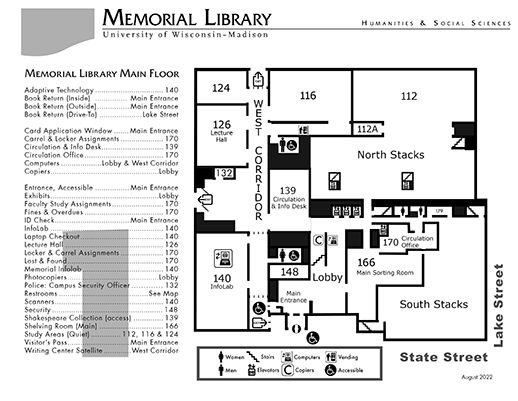 MEMORIAL LIBRARY
University of Wisconsin-Madison
HUMANITIES & SOCIAL SCIENCES
MEMORIAL LIBRARY MAIN FLOOR
Adaptive Technology 140
Book Return (Inside) Main Entrance
Book Return (Outside) Main Entrance
Book Return (Drive-To) Lake Street
Card Application Window Main Entrance
Carrel & Locker Assignments 170
Circulation & Info Desk 139
Circulation Office 170
Computers Lobby & West Corridor
Copiers Lobby
Entrance, Accessible Main Entrance
Exhibits Lobby
Faculty Study Assignments 170
Fines & Overdues 170
ID Check Main Entrance
InfoLab 140
Laptop Checkout 140
Lecture Hall 126
Locker & Carrel Assignments 170
Lost & Found 170
Memorial Infolab 140
Photocopiers Lobby
Police: Campus Security Officer 132
Restrooms See Map
Scanners 140
Security 148
Shakespeare Collection (access) 139
Shelving Room (Main) 166
Study Areas (Quiet) 112, 116 & 124
Visitor's Pass Main Entrance
Writing Center Satellite West Corridor
124
116
112
126
Lecture
Hall
WEST CORRIDOR
112A
North Stacks
132
139
Circulation
& Info Desk
179
170
Circulation
Office
140
InfoLab
148
Lobby
166
Main Sorting Room
Main
Entrance
South Stacks
Lake Street
State Street
Women
Stairs
Computers
Vending
Men
Elevators
C Copiers
Accessible
August 2022